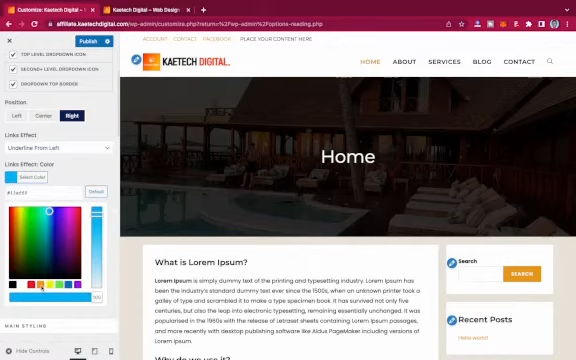 Customize: Kaetech Digital –
Kaetech Digital – Web Design
affiliate.kaetechdigital.com/wp-admin/customize.php?return=%2Fwp-admin%2Foptions-reading.php
Publish
ACCOUNT CONTACT FACEBOOK PLACE YOUR CONTENT HERE
TOP LEVEL DROPDOWN ICON
SECOND+ LEVEL DROPDOWN ICON
DROPDOWN TOP BORDER
KAETECH DIGITAL.
HOME ABOUT SERVICES BLOG CONTACT
Position
Left Center Right
Links Effect
Underline From Left
Links Effect: Color
Select Color
Default
100
MAIN STYLING
Hide Controls
Home
What is Lorem Ipsum?
Lorem Ipsum is simply dummy text of the printing and typesetting industry. Lorem Ipsum has
been the industry's standard dummy text ever since the 1500s, when an unknown printer took a
galley of type and scrambled it to make a type specimen book. It has survived not only five
centuries, but also the leap into electronic typesetting, remaining essentially unchanged. It was
popularised in the 1960s with the release of Letraset sheets containing Lorem Ipsum passages,
and more recently with desktop publishing software like Aldus PageMaker including versions of
Lorem Ipsum.
Why do we use it?
Search
SEARCH
Recent Posts
Hello world!